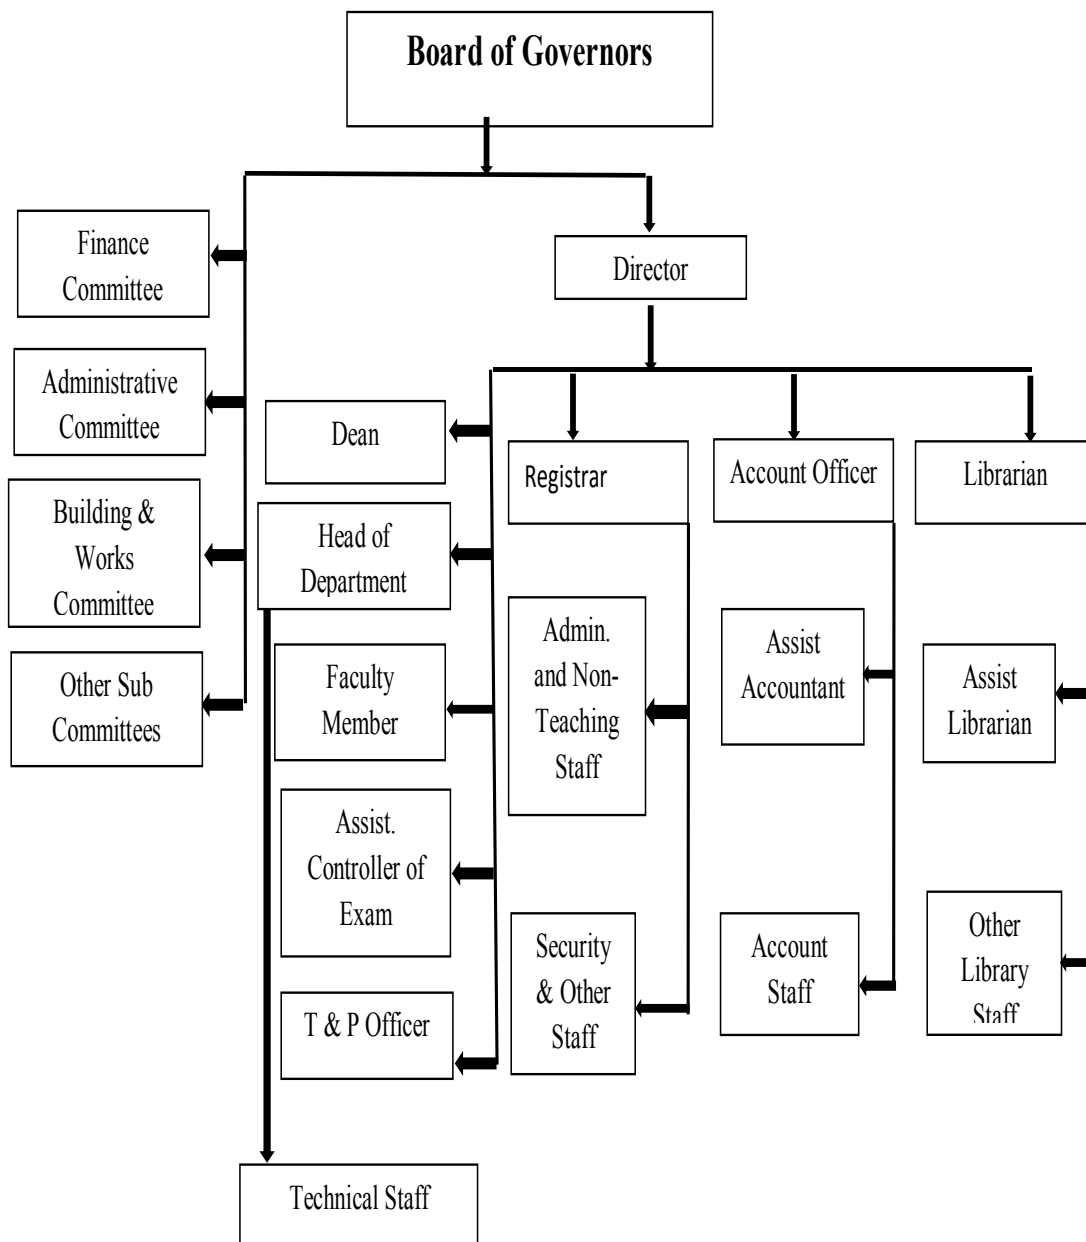 Board of Governors
Finance
Committee
Director
Administrative
Committee
Dean
Registrar
Account Officer
Librarian
Building &
Works
Committee
Head of
Department
Admin.
and Non-
Teaching
Staff
Assist
Accountant
Assist
Librarian
Other Sub
Committees
Faculty
Member
Assist.
Controller of
Exam
Security
& Other
Staff
Account
Staff
Other
Library
Staff
T & P Officer
Technical Staff